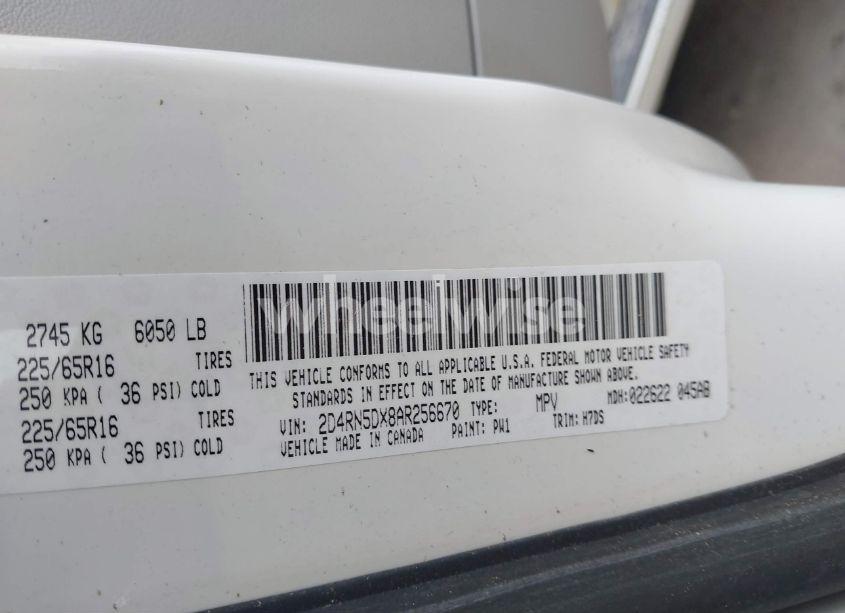 2745 KG 6050 LB
225/65R16 TIRES
250 KPA ( 36 PSI) COLD
225/65R16 TIRES
250 KPA ( 36 PSI) COLD
wheelwise
THIS VEHICLE CONFORMS TO ALL APPLICABLE U.S.A. FEDERAL MOTOR VEHICLE SAFETY
STANDARDS IN EFFECT ON THE DATE OF MANUFACTURE SHOWN ABOVE.
VIN: 2D4RN5DX8AR256670 TYPE: MPV MDH:022622 045AB
VEHICLE MADE IN CANADA PAINT: PW1 TRIM: H7DS